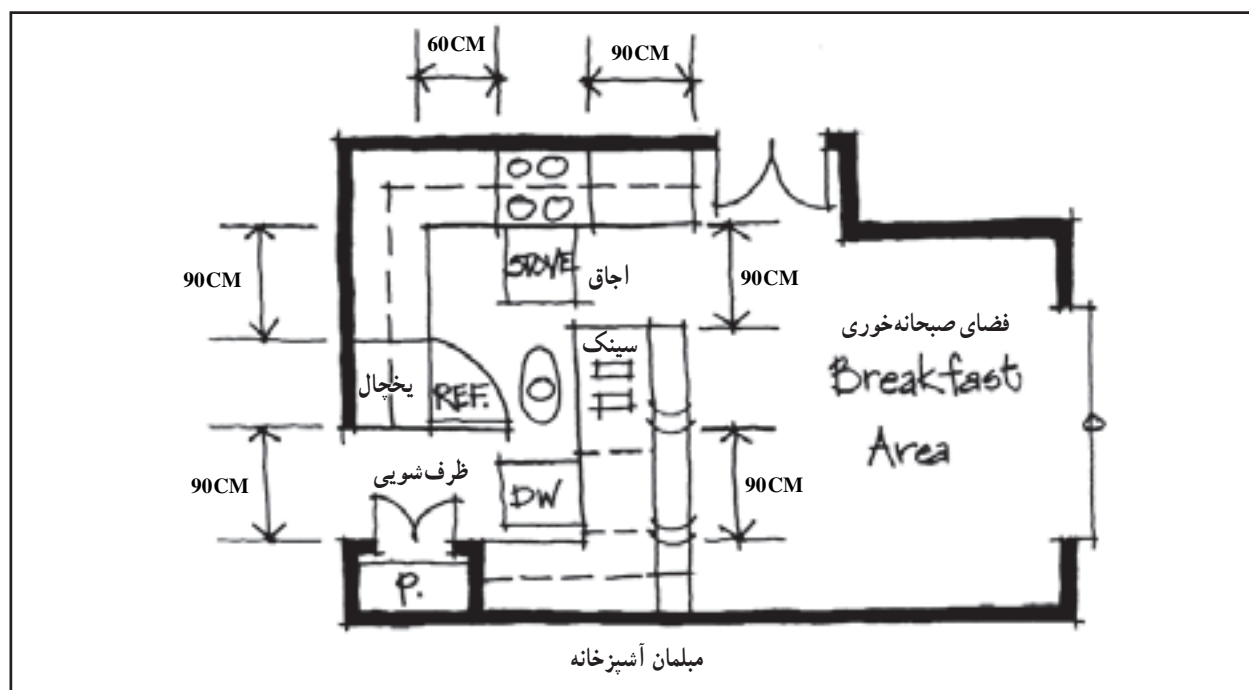 60CM
90CM
STOVE
اجاق
90CM
90CM
فضای صبحانه‌خوری
Breakfast
Area
سینک
یخچال
REF.
ظرف‌شویی
90CM
DW
90CM
P.
مبلمان آشپزخانه